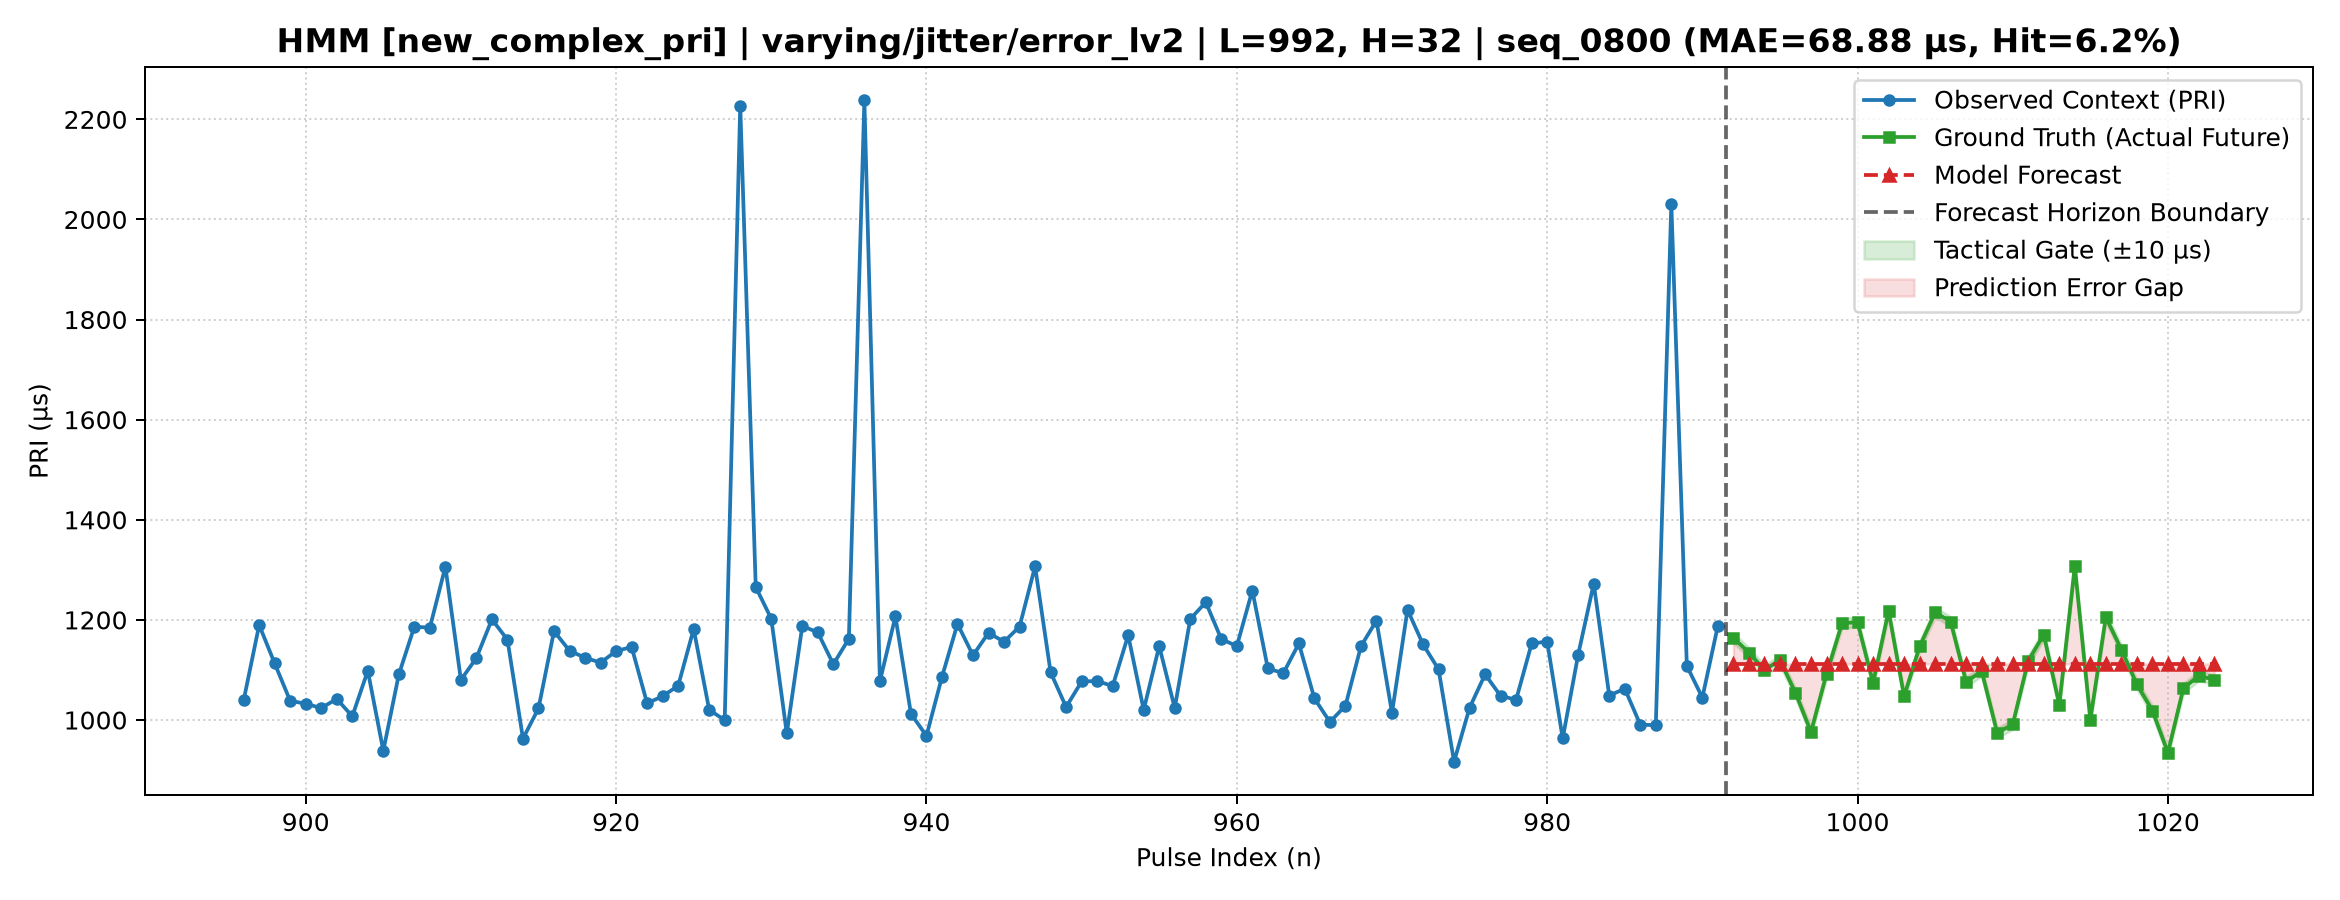 HMM [new_complex_pri] | varying/jitter/error_lv2 | L=992, H=32 | seq_0800 (MAE=68.88 µs, Hit=6.2%)
PRI (µs)
2200
2000
1800
1600
1400
1200
1000
Observed Context (PRI)
Ground Truth (Actual Future)
Model Forecast
Forecast Horizon Boundary
Tactical Gate (±10 µs)
Prediction Error Gap
900 920 940 960 980 1000 1020
Pulse Index (n)